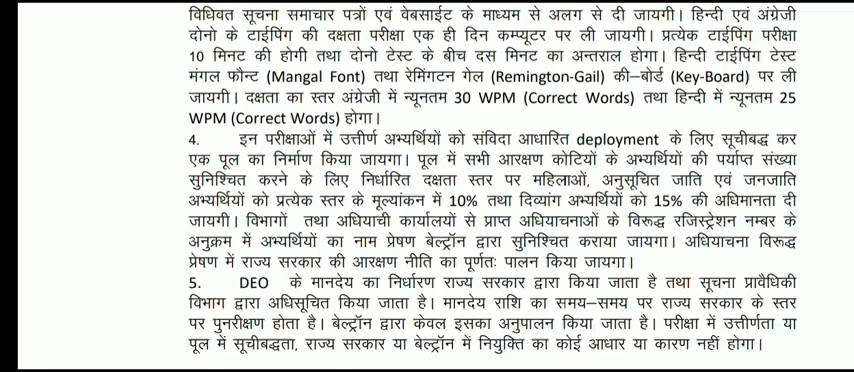 विधिवत सूचना समाचार पत्रों एवं वेबसाईट के माध्यम से अलग से दी जायगी। हिन्दी एवं अंग्रेजी
दोनो के टाईपिंग की दक्षता परीक्षा एक ही दिन कम्प्यूटर पर ली जायगी। प्रत्येक टाईपिंग परीक्षा
10 मिनट की होगी तथा दोनो टेस्ट के बीच दस मिनट का अन्तराल होगा। हिन्दी टाईपिंग टेस्ट
मंगल फौन्ट (Mangal Font) तथा रेमिंगटन गेल (Remington-Gail) की–बोर्ड (Key-Board) पर ली
जायगी। दक्षता का स्तर अंग्रेजी में न्यूनतम 30 WPM (Correct Words) तथा हिन्दी में न्यूनतम 25
WPM (Correct Words) होगा।
4. इन परीक्षाओं में उत्तीर्ण अभ्यर्थियों को संविदा आधारित deployment के लिए सूचीबद्ध कर
एक पूल का निर्माण किया जायगा। पूल में सभी आरक्षण कोटियों के अभ्यर्थियों की पर्याप्त संख्या
सुनिश्चित करने के लिए निर्धारित दक्षता स्तर पर महिलाओं, अनुसूचित जाति एवं जनजाति
अभ्यर्थियों को प्रत्येक स्तर के मूल्यांकन में 10% तथा दिव्यांग अभ्यर्थियों को 15% की अधिमानता दी
जायगी। विभागों तथा अधियाची कार्यालयों से प्राप्त अधियाचनाओं के विरूद्ध रजिस्ट्रेशन नम्बर के
अनुक्रम में अभ्यर्थियों का नाम प्रेषण बेल्ट्रॉन द्वारा सुनिश्चित कराया जायगा। अधियाचना विरूद्ध
प्रेषण में राज्य सरकार की आरक्षण नीति का पूर्णतः पालन किया जायगा।
5. DEO के मानदेय का निर्धारण राज्य सरकार द्वारा किया जाता है तथा सूचना प्रावैधिकी
विभाग द्वारा अधिसूचित किया जाता है। मानदेय राशि का समय–समय पर राज्य सरकार के स्तर
पर पुनरीक्षण होता है। बेल्ट्रॉन द्वारा केवल इसका अनुपालन किया जाता है। परीक्षा में उत्तीर्णता या
पूल में सूचीबद्धता, राज्य सरकार या बेल्ट्रॉन में नियुक्ति का कोई आधार या कारण नहीं होगा।